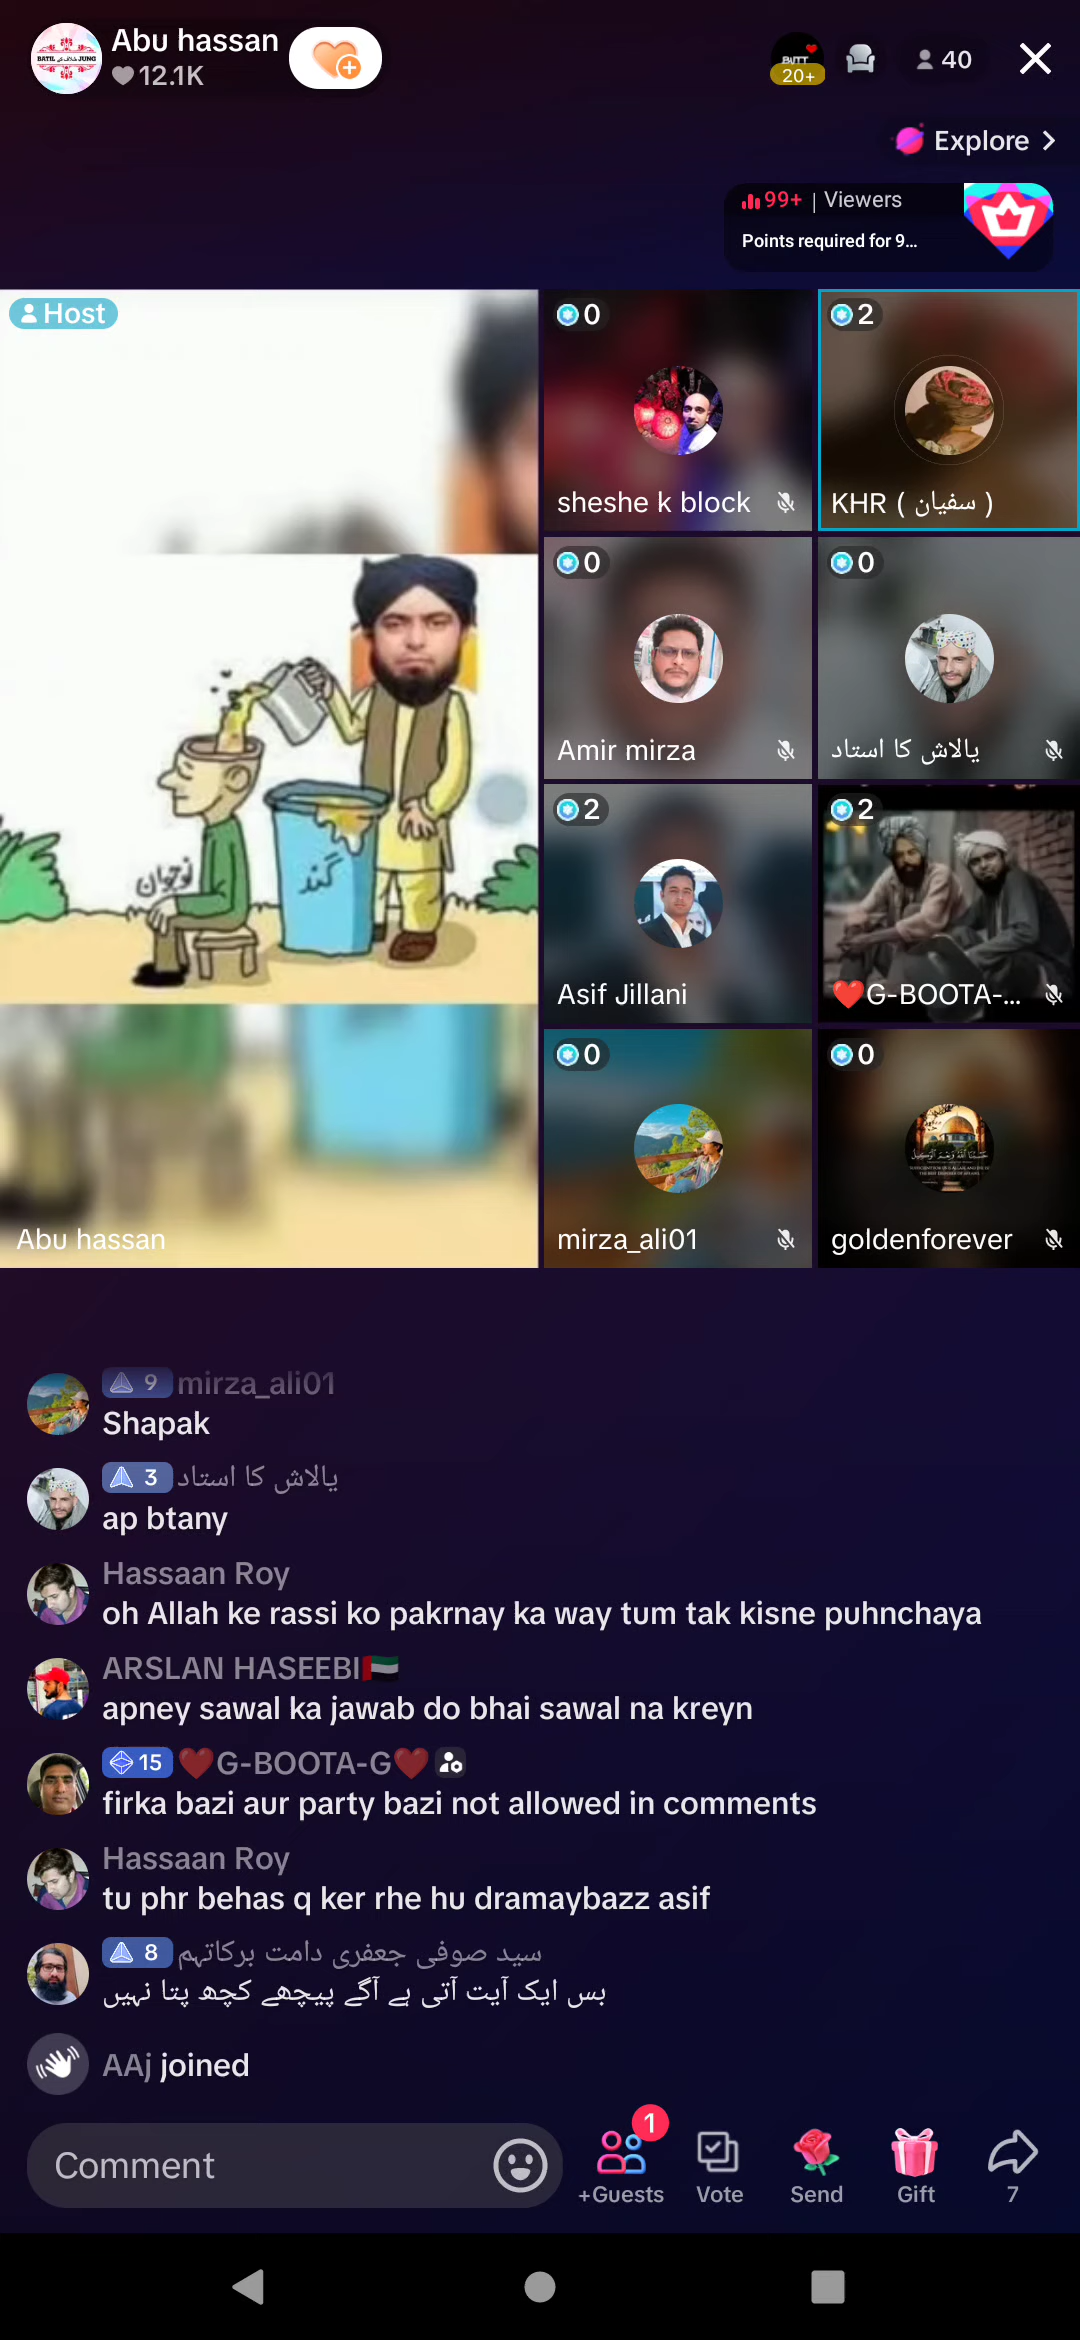 Abu hassan
12.1K
BATIL کے خلاف JUNG
BUTT
20+
40
Explore
99+ | Viewers
Points required for 9...
Host
0
sheshe k block
2
KHR ( سفیان )
0
Amir mirza
0
یالاش کا استاد
نوجوان
گند
2
Asif Jillani
2
❤️G-BOOTA-...
0
mirza_ali01
0
goldenforever
Abu hassan
9 mirza_ali01
Shapak
3 یالاش کا استاد
ap btany
Hassaan Roy
oh Allah ke rassi ko pakrnay ka way tum tak kisne puhnchaya
ARSLAN HASEEBI🇦🇪
apney sawal ka jawab do bhai sawal na kreyn
15 ❤️G-BOOTA-G❤️
firka bazi aur party bazi not allowed in comments
Hassaan Roy
tu phr behas q ker rhe hu dramaybazz asif
8 سید صوفی جعفری دامت برکاتہم
بس ایک آیت آتی ہے آگے پیچھے کچھ پتا نہیں
AAj joined
Comment
1
+Guests
Vote
Send
Gift
7